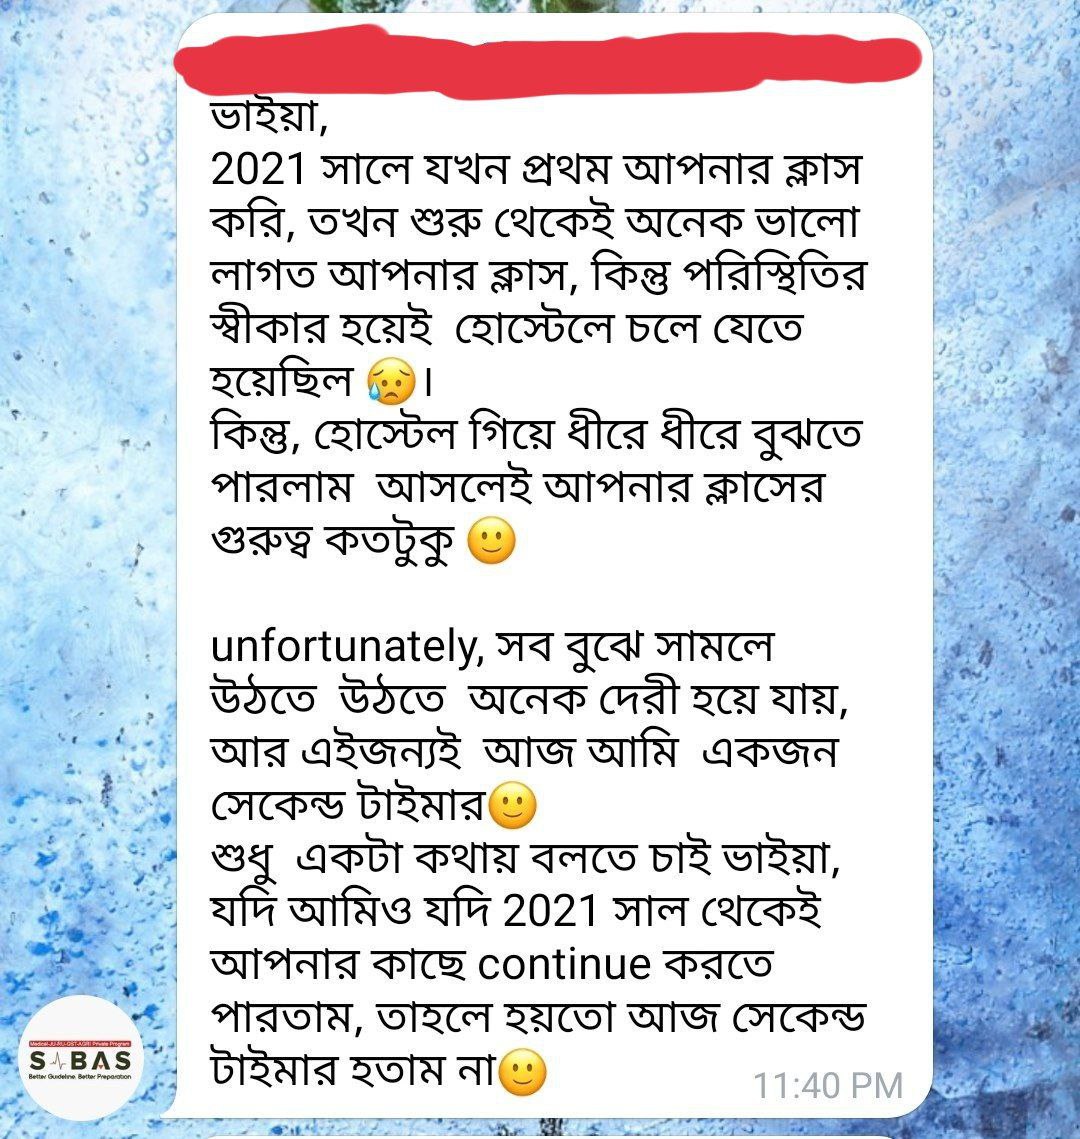 ভাইয়া,
2021 সালে যখন প্রথম আপনার ক্লাস
করি, তখন শুরু থেকেই অনেক ভালো
লাগত আপনার ক্লাস, কিন্তু পরিস্থিতির
স্বীকার হয়েই হোস্টেলে চলে যেতে
হয়েছিল 😥।
কিন্তু, হোস্টেল গিয়ে ধীরে ধীরে বুঝতে
পারলাম আসলেই আপনার ক্লাসের
গুরুত্ব কতটুকু 🙂
unfortunately, সব বুঝে সামলে
উঠতে উঠতে অনেক দেরী হয়ে যায়,
আর এইজন্যই আজ আমি একজন
সেকেন্ড টাইমার🙂
শুধু একটা কথায় বলতে চাই ভাইয়া,
যদি আমিও যদি 2021 সাল থেকেই
আপনার কাছে continue করতে
পারতাম, তাহলে হয়তো আজ সেকেন্ড
টাইমার হতাম না🙂
11:40 PM
Medical-JU-RU-GST-AGRI Private Program
S BAS
Better Guideline. Better Preparation